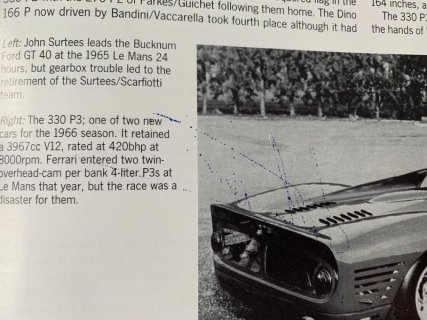 of Parkes/Guichet following them home. The Dino
166 P now driven by Bandini/Vaccarella took fourth place although it had
164 inches, a
The 330 P
the hands of
Left: John Surtees leads the Bucknum
Ford GT 40 at the 1965 Le Mans 24
hours, but gearbox trouble led to the
retirement of the Surtees/Scarfiotti
team.
Right: The 330 P3; one of two new
cars for the 1966 season. It retained
a 3967cc V12, rated at 420bhp at
8000rpm. Ferrari entered two twin-
overhead-cam per bank 4-liter P3s at
Le Mans that year, but the race was a
disaster for them.